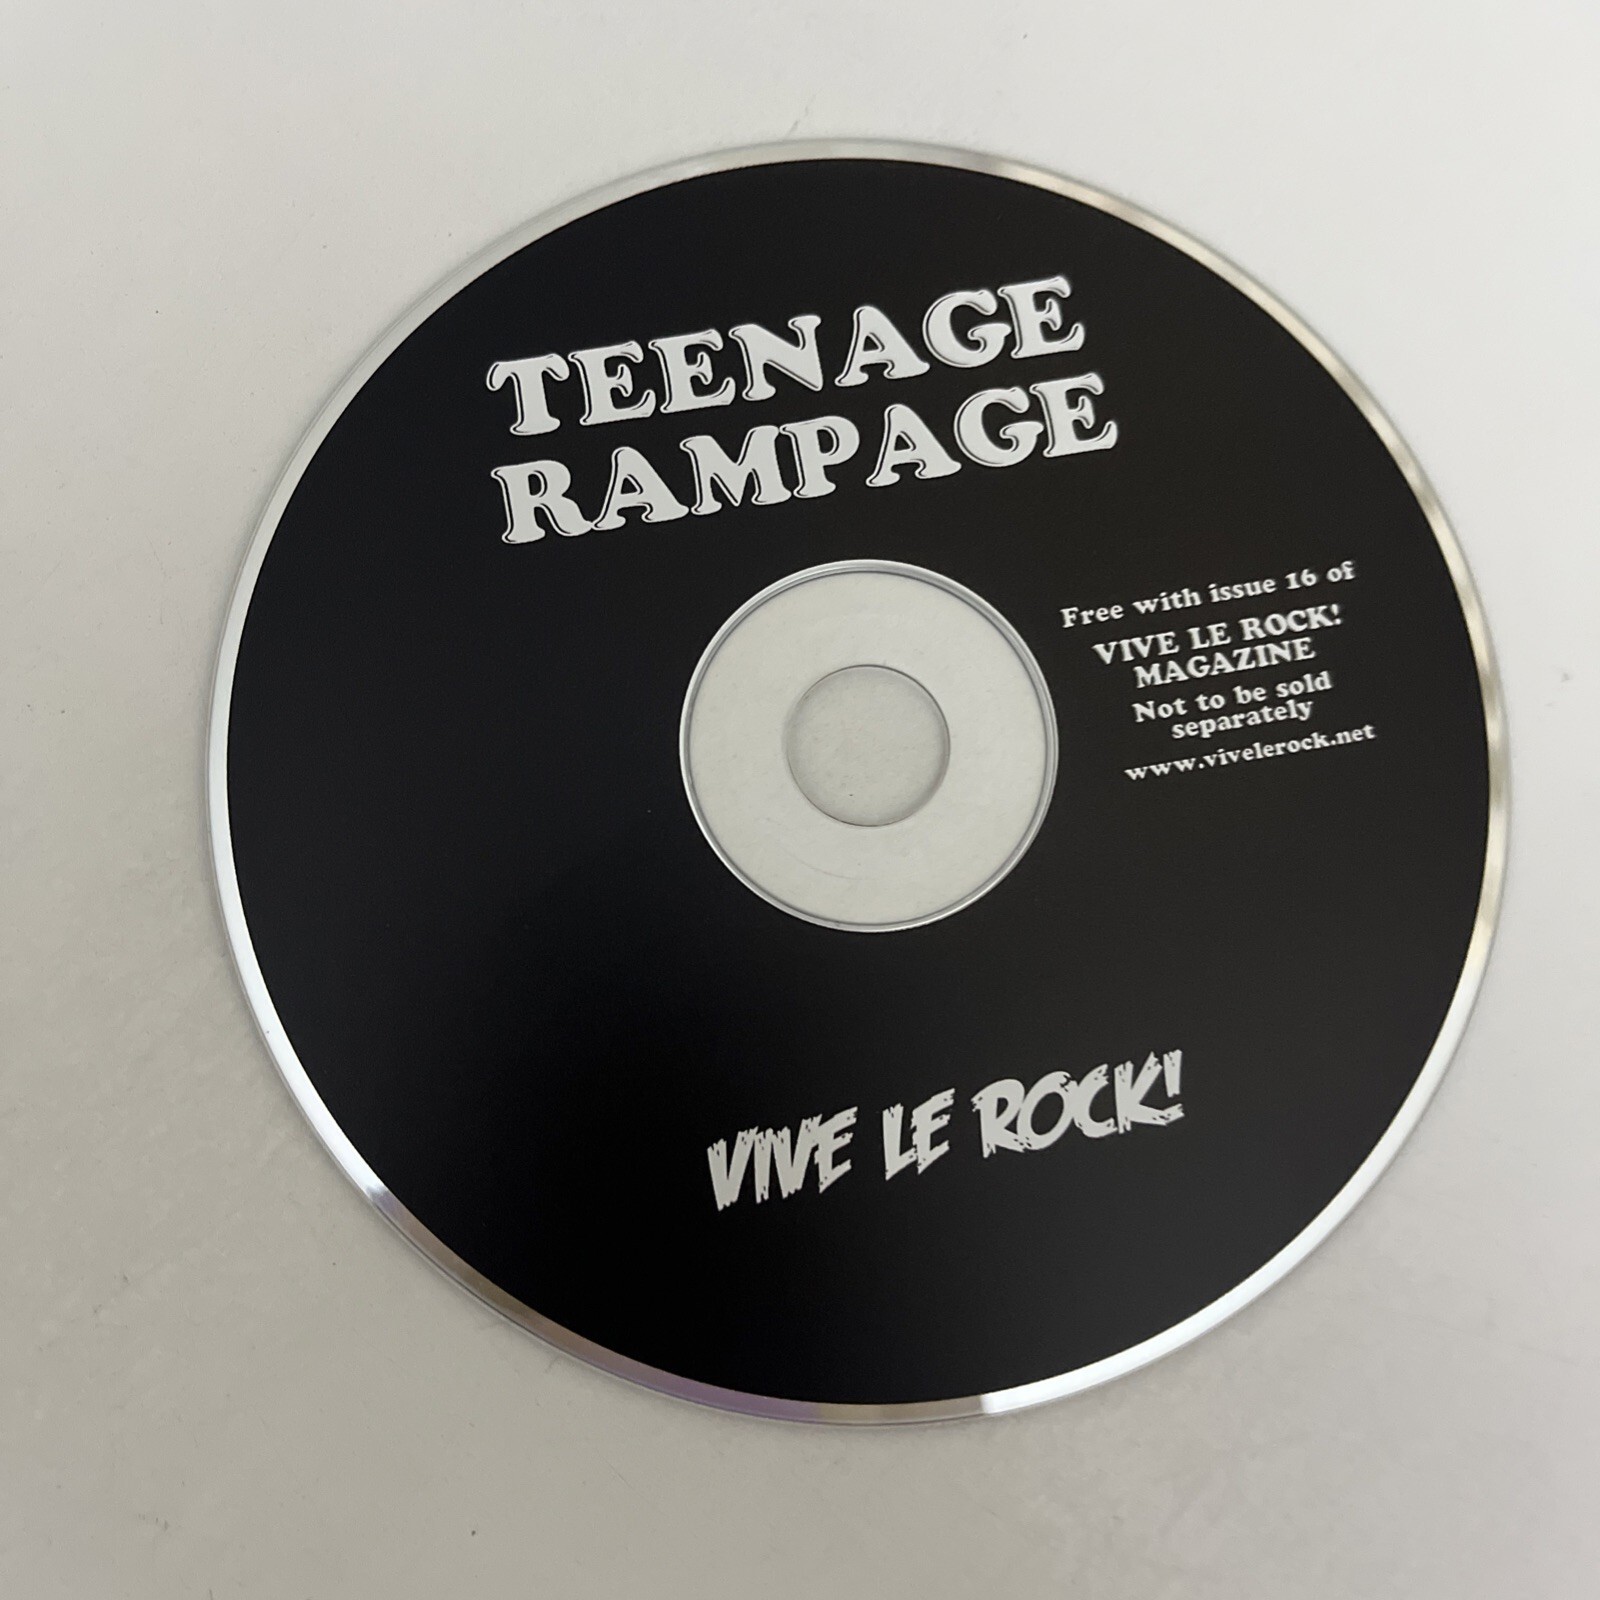 TEENAGE
RAMPAGE
Free with issue 16 of
VIVE LE ROCK!
MAGAZINE
Not to be sold
separately
www.vivelerock.net
VIVE LE ROCK!